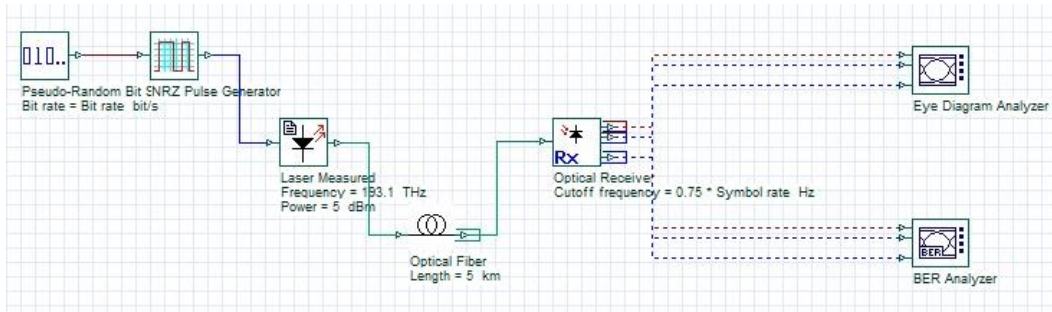 010..
Pseudo-Random Bit S
NRZ Pulse Generator
Bit rate = Bit rate bit/s
Laser Measured
Frequency = 193.1 THz
Power = 5 dBm
Optical Fiber
Length = 5 km
Rx
Optical Receiver
Cutoff frequency = 0.75 * Symbol rate Hz
Eye Diagram Analyzer
BER
BER Analyzer